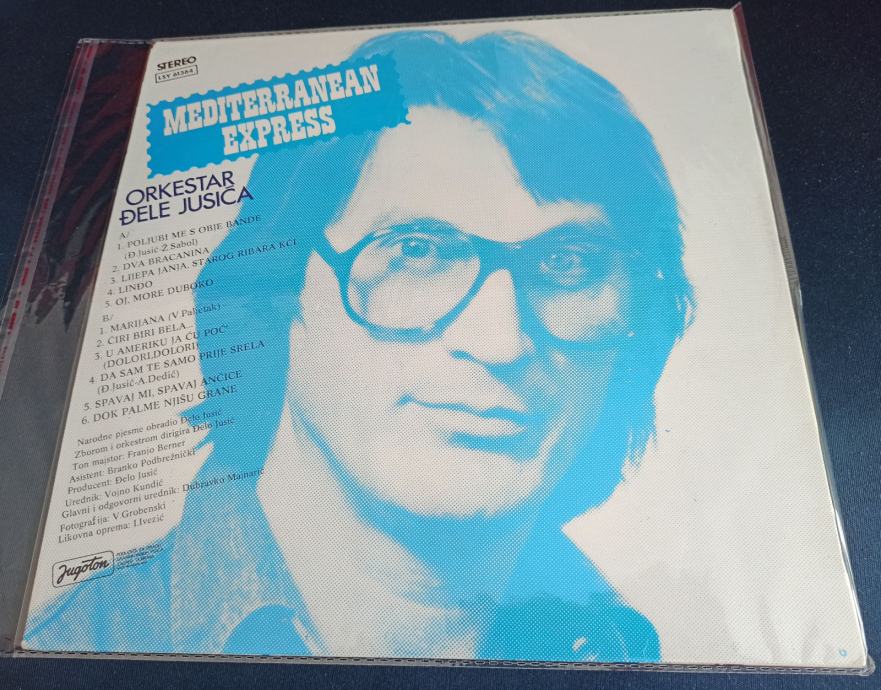 STEREO
LSY 61364
MEDITERRANEAN
EXPRESS
ORKESTAR
ĐELE JUSIĆA
A/
1. POLJUBI ME S OBJE BANDE
(Đ.Jusić-Ž.Sabol)
2. DVA BRACANINA
3. LIJEPA JANJA, STAROG RIBARA KĆI
4. LINĐO
5. OJ, MORE DUBOKO
B/
1. MARIJANA (V.Paljetak)
2. ĆIRI BIRI BELA
3. U AMERIKU JA ĆU POĆ'
(DOLORI,DOLORI)
4. DA SAM TE SAMO PRIJE SRELA
(Đ.Jusić-A.Dedić)
5. SPAVAJ MI, SPAVAJ ANČICE
6. DOK PALME NJIŠU GRANE
Narodne pjesme obradio Đelo Jusić
Zborom i orkestrom dirigira Đelo Jusić
Ton majstor: Franjo Berner
Asistent: Branko Podbrežnički
Producent: Đelo Jusić
Urednik: Vojno Kundić
Glavni i odgovorni urednik: Dubravko Majnarić
Fotografija: V.Grobenski
Likovna oprema: I.Ivezić
Jugoton